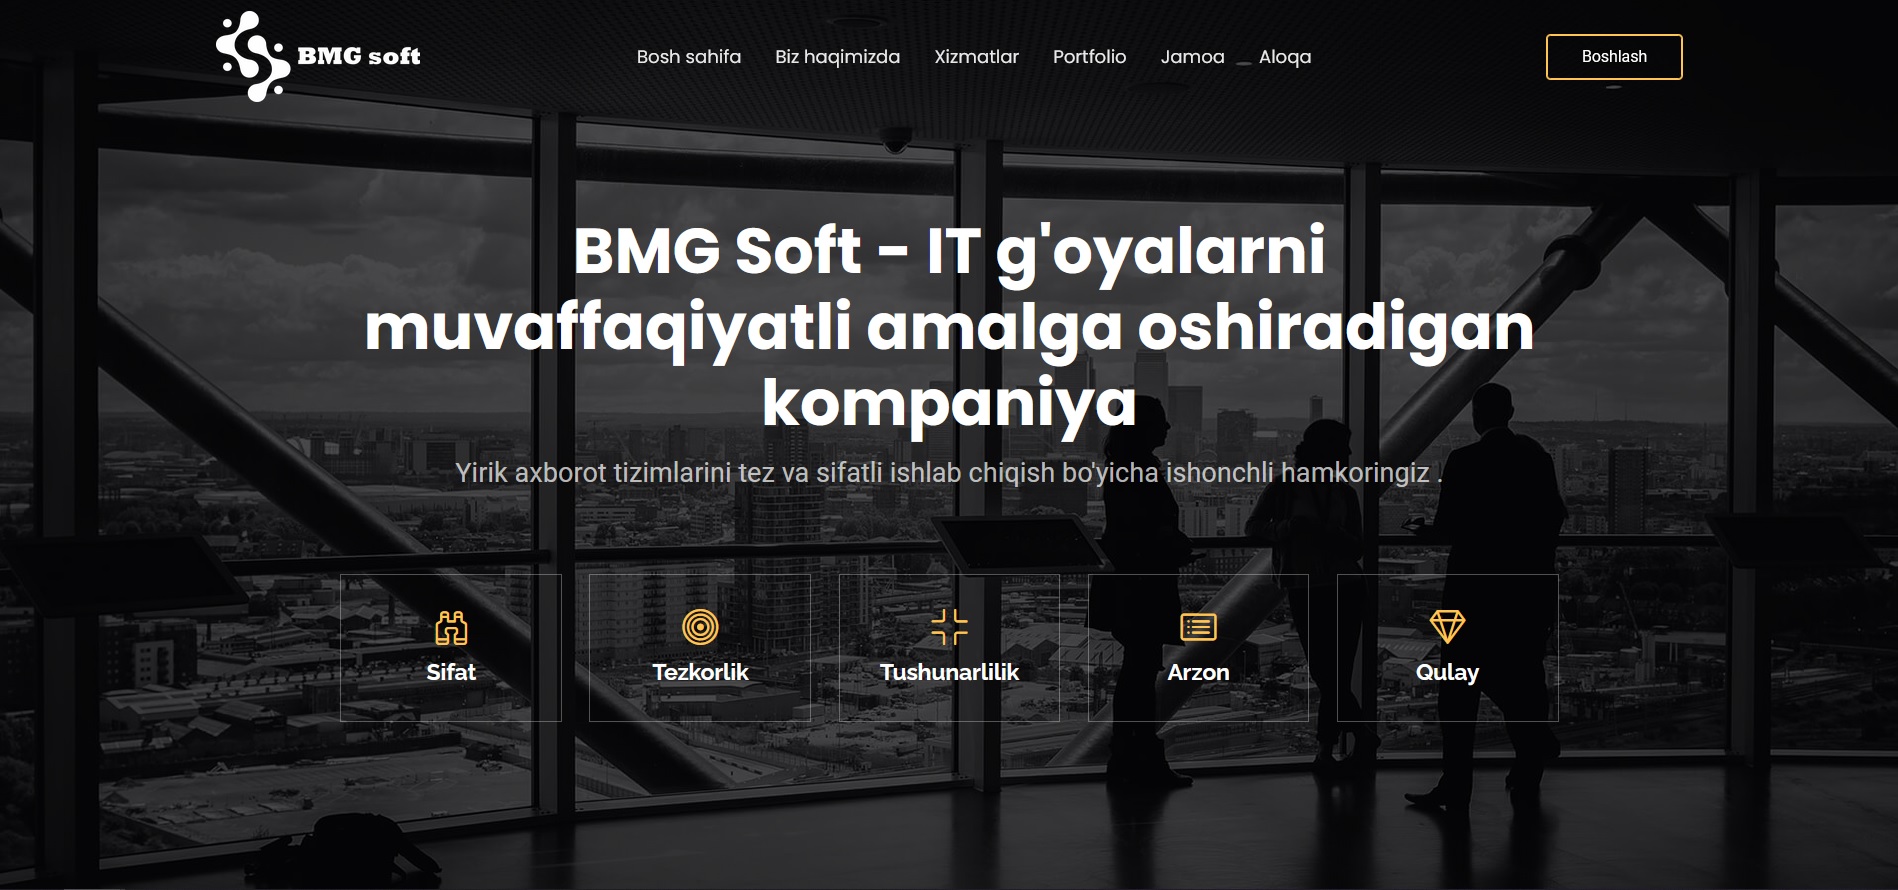 BMG soft
Bosh sahifa
Biz haqimizda
Xizmatlar
Portfolio
Jamoa
Aloqa
Boshlash
BMG Soft - IT g'oyalarni
muvaffaqiyatli amalga oshiradigan
kompaniya
Yirik axborot tizimlarini tez va sifatli ishlab chiqish bo'yicha ishonchli hamkoringiz .
Sifat
Tezkorlik
Tushunarlilik
Arzon
Qulay